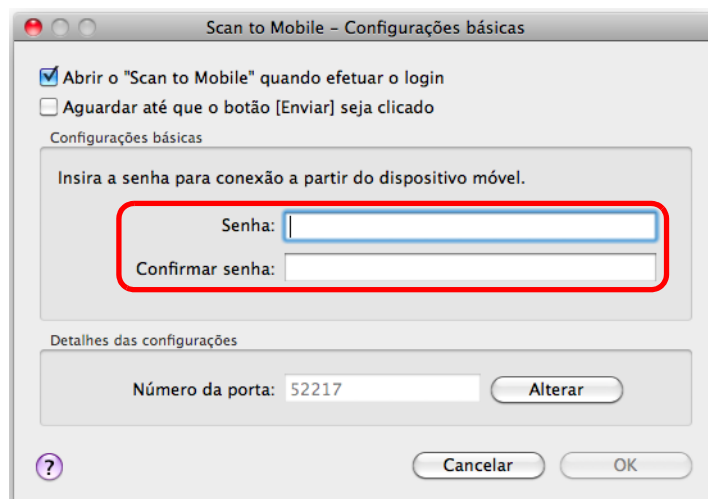 Scan to Mobile – Configurações básicas
Abrir o "Scan to Mobile" quando efetuar o login
Aguardar até que o botão [Enviar] seja clicado
Configurações básicas
Insira a senha para conexão a partir do dispositivo móvel.
Senha:
Confirmar senha:
Detalhes das configurações
Número da porta: 52217 Alterar
? Cancelar OK